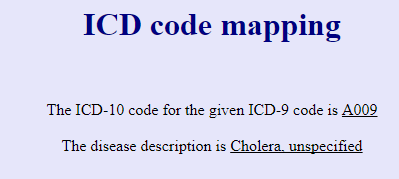 ICD code mapping
The ICD-10 code for the given ICD-9 code is A009
The disease description is Cholera, unspecified